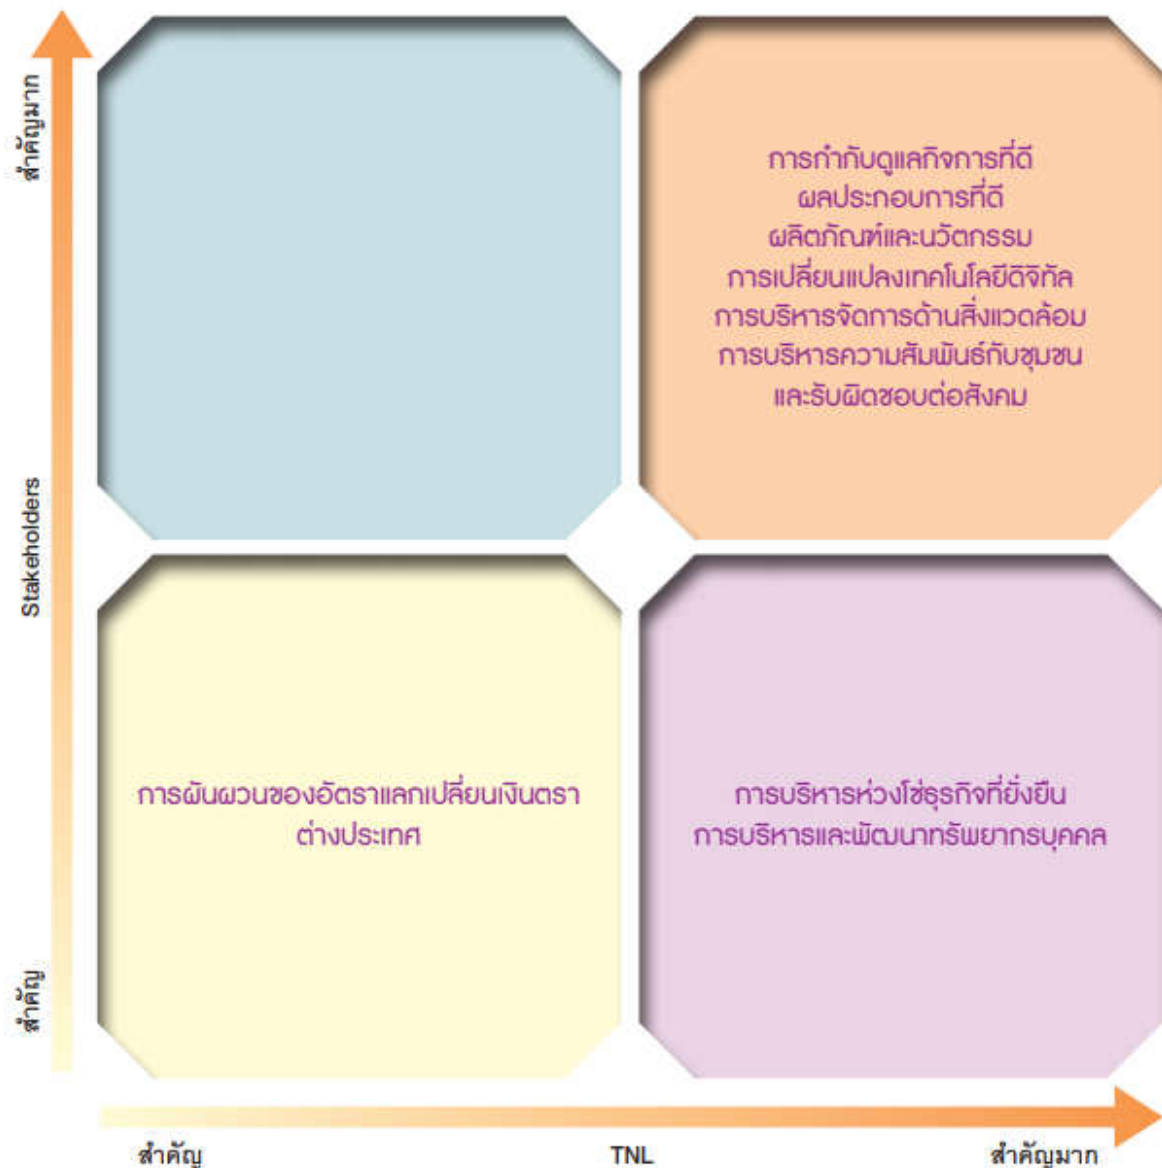 สำคัญมาก
การกำกับดูแลกิจการที่ดี
ผลประกอบการที่ดี
ผลิตภัณฑ์และนวัตกรรม
การเปลี่ยนแปลงเทคโนโลยีดิจิทัล
การบริหารจัดการด้านสิ่งแวดล้อม
การบริหารความสัมพันธ์กับชุมชน
และรับผิดชอบต่อสังคม
Stakeholders
การผันผวนของอัตราแลกเปลี่ยนเงินตรา
ต่างประเทศ
การบริหารห่วงโซ่ธุรกิจที่ยั่งยืน
การบริหารและพัฒนาทรัพยากรบุคคล
สำคัญ
สำคัญ
TNL
สำคัญมาก